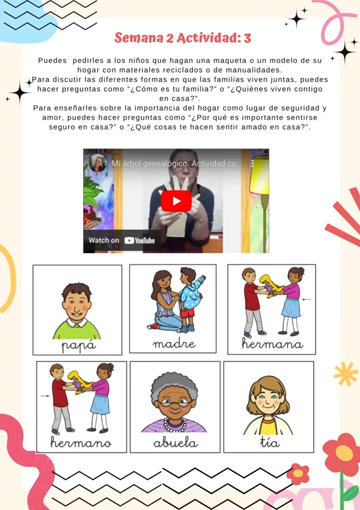 Semana 2 Actividad: 3
Puedes pedirles a los niños que hagan una maqueta o un modelo de su
hogar con materiales reciclados o de manualidades.
Para discutir las diferentes formas en que las familias viven juntas, puedes
hacer preguntas como "¿Cómo es tu familia?" o "¿Quiénes viven contigo
en casa?".
Para enseñarles sobre la importancia del hogar como lugar de seguridad y
amor, puedes hacer preguntas como "¿Por qué es importante sentirse
seguro en casa?" o "¿Qué cosas te hacen sentir amado en casa?".
Mi árbol genealógico. Actividad co...
Watch on YouTube
papá
madre
hermana
hermano
abuela
tía